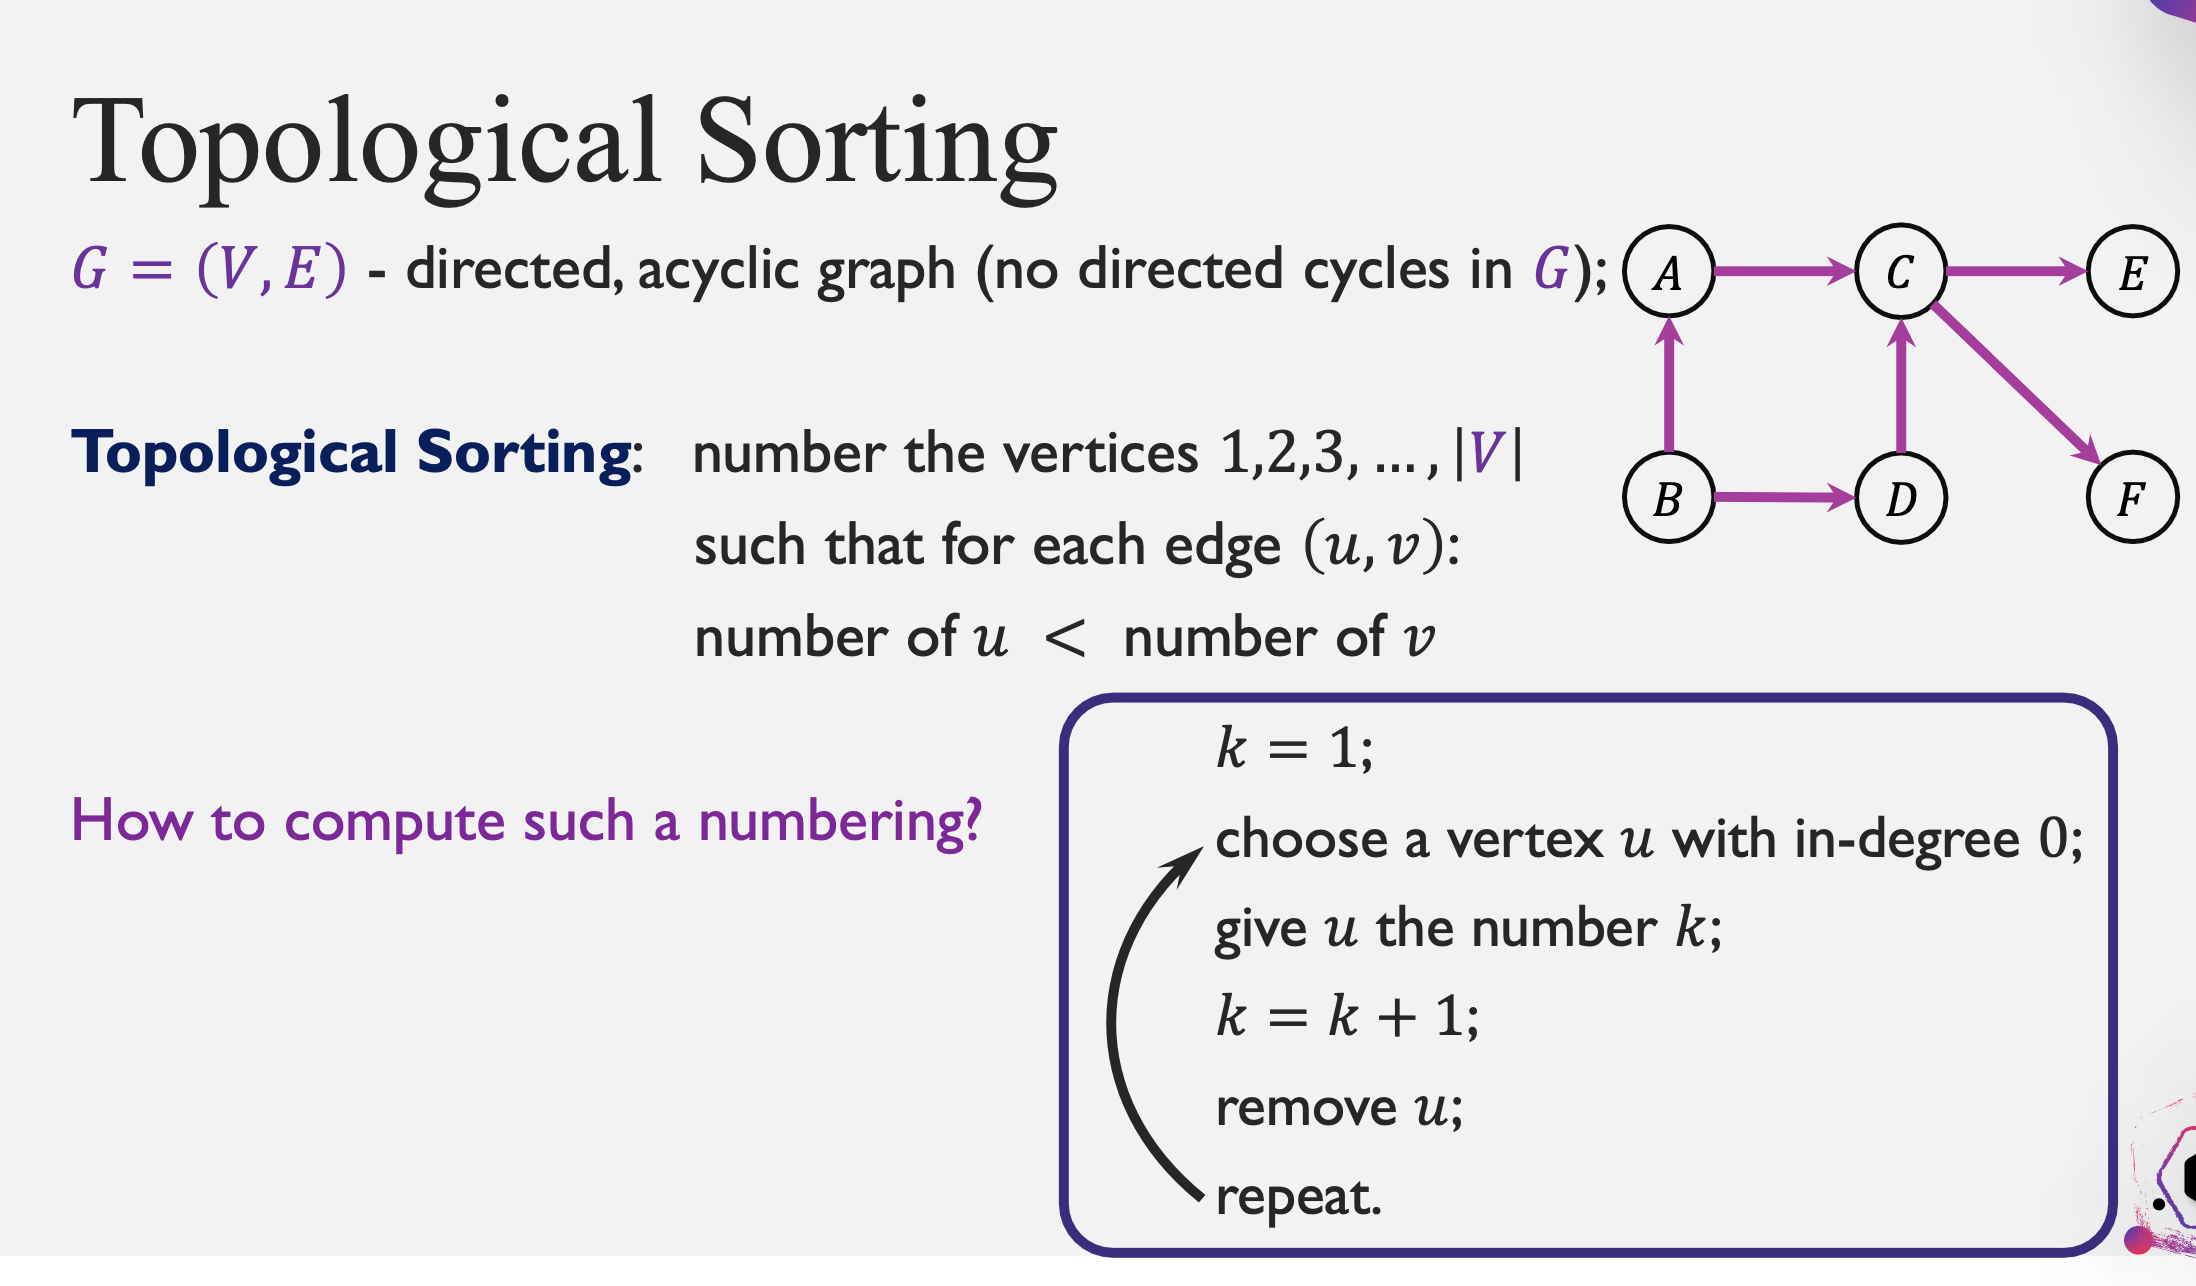 Topological Sorting
G = (V, E) - directed, acyclic graph (no directed cycles in G);
A C E
B D F
Topological Sorting: number the vertices 1,2,3, … , |V|
such that for each edge (u, v):
number of u < number of v
How to compute such a numbering?
k = 1;
choose a vertex u with in-degree 0;
give u the number k;
k = k + 1;
remove u;
repeat.